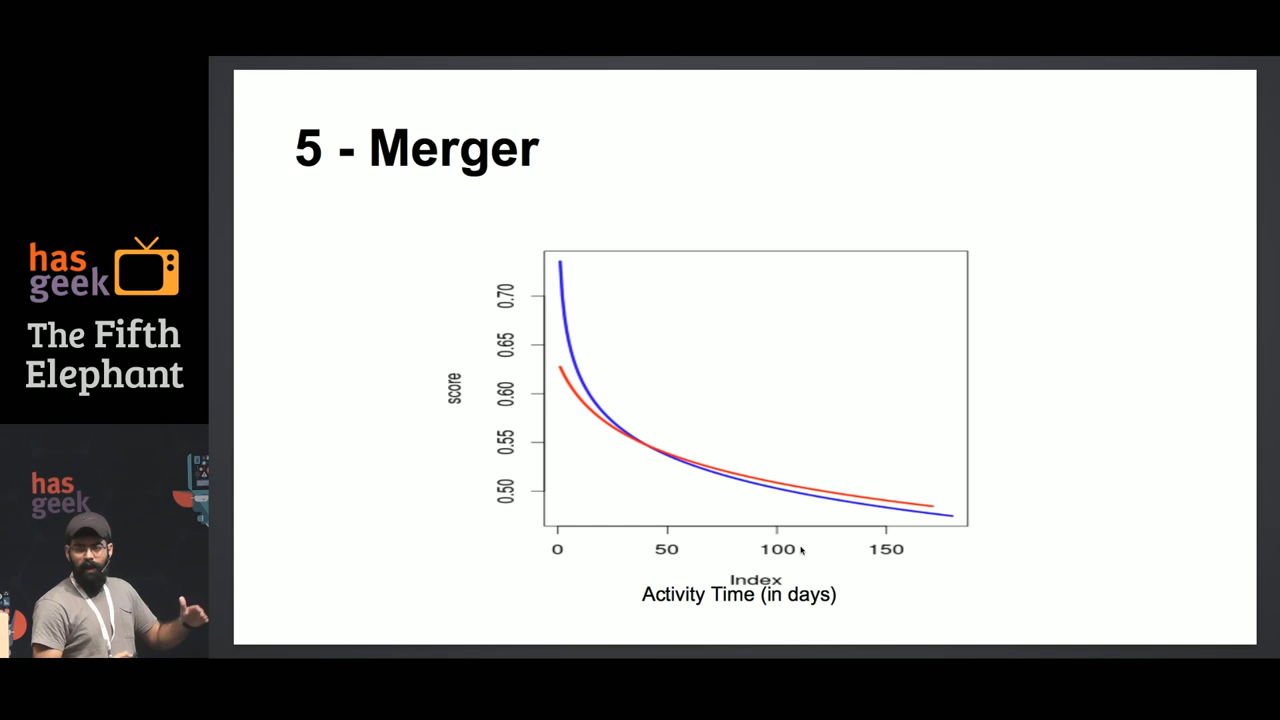 5 - Merger
has
geek
The Fifth
Elephant
score
0.70
0.65
0.60
0.55
0.50
0 50 100 150
Index
Activity Time (in days)
has
geek